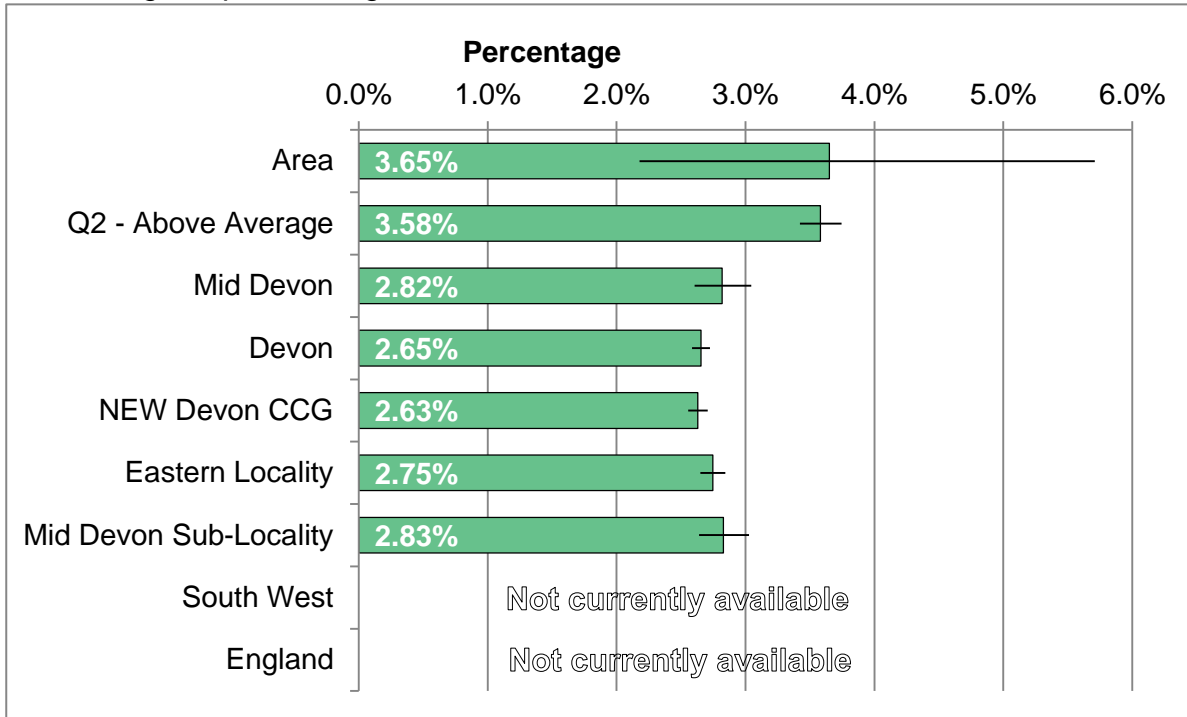 Percentage
0.0% 1.0% 2.0% 3.0% 4.0% 5.0% 6.0%
Area 3.65%
Q2 - Above Average 3.58%
Mid Devon 2.82%
Devon 2.65%
NEW Devon CCG 2.63%
Eastern Locality 2.75%
Mid Devon Sub-Locality 2.83%
South West Not currently available
England Not currently available